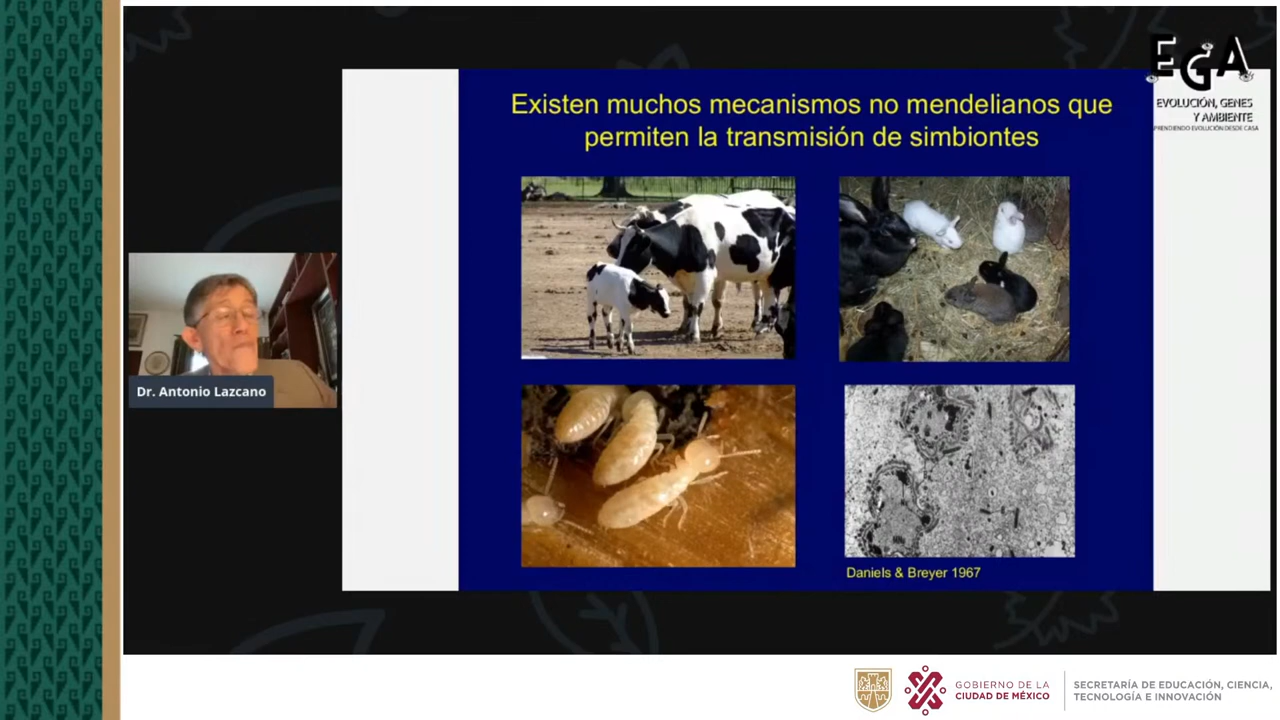 EGA
EVOLUCIÓN, GENES
Y AMBIENTE
PRENDIENDO EVOLUCIÓN DESDE CASA
Existen muchos mecanismos no mendelianos que
permiten la transmisión de simbiontes
Dr. Antonio Lazcano
Daniels & Breyer 1967
GOBIERNO DE LA
CIUDAD DE MÉXICO
SECRETARÍA DE EDUCACIÓN, CIENCIA,
TECNOLOGÍA E INNOVACIÓN